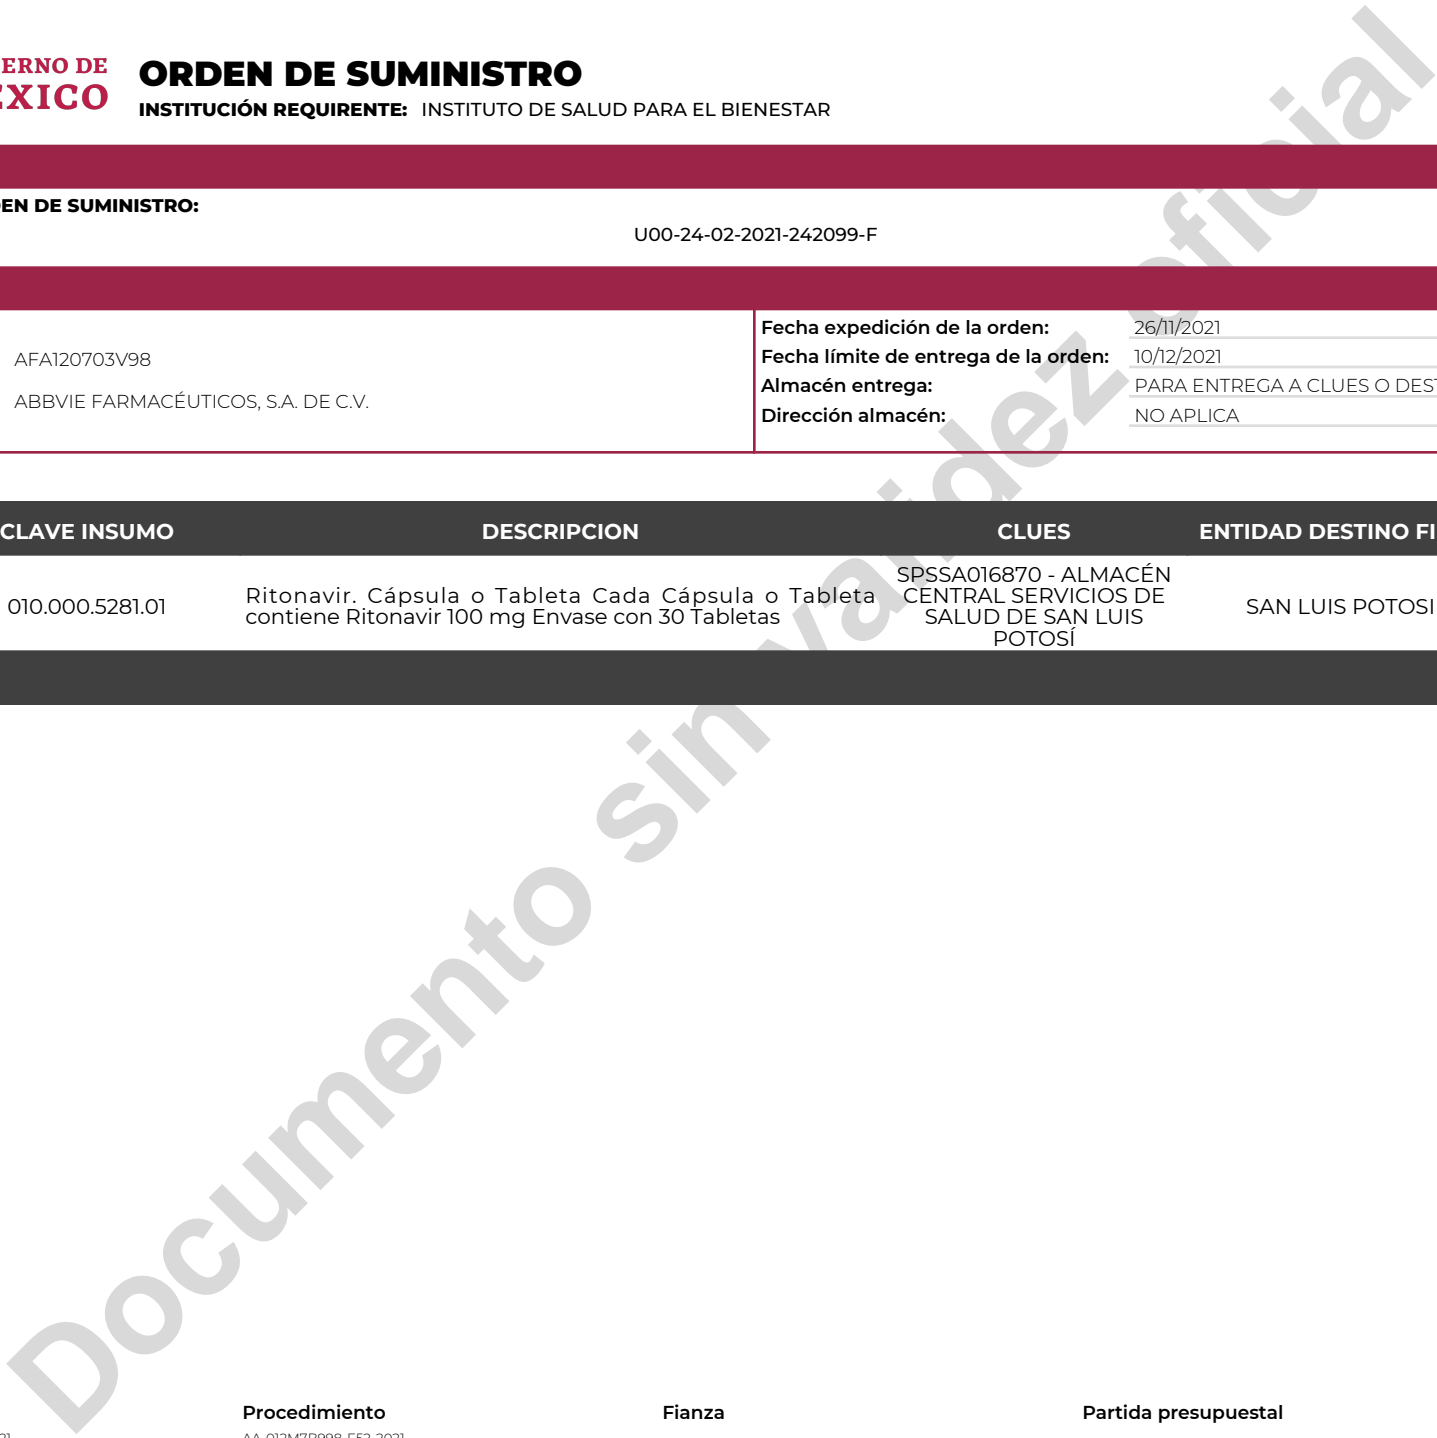 ERNO DE
ORDEN DE SUMINISTRO
INSTITUCIÓN REQUIRENTE: INSTITUTO DE SALUD PARA EL BIENESTAR
EN DE SUMINISTRO:
U00-24-02-2021-242099-F
AFA120703V98
ABBVIE FARMACÉUTICOS, S.A. DE C.V.
Fecha expedición de la orden: 26/11/2021
Fecha límite de entrega de la orden: 10/12/2021
Almacén entrega: PARA ENTREGA A CLUES O DEST
Dirección almacén: NO APLICA
CLAVE INSUMO DESCRIPCION CLUES ENTIDAD DESTINO FI
010.000.5281.01
Ritonavir. Cápsula o Tableta Cada Cápsula o Tableta
contiene Ritonavir 100 mg Envase con 30 Tabletas
SPSSA016870 - ALMACÉN
CENTRAL SERVICIOS DE
SALUD DE SAN LUIS
POTOSÍ
SAN LUIS POTOSI
Documento sin validez oficial
Procedimiento Fianza Partida presupuestal